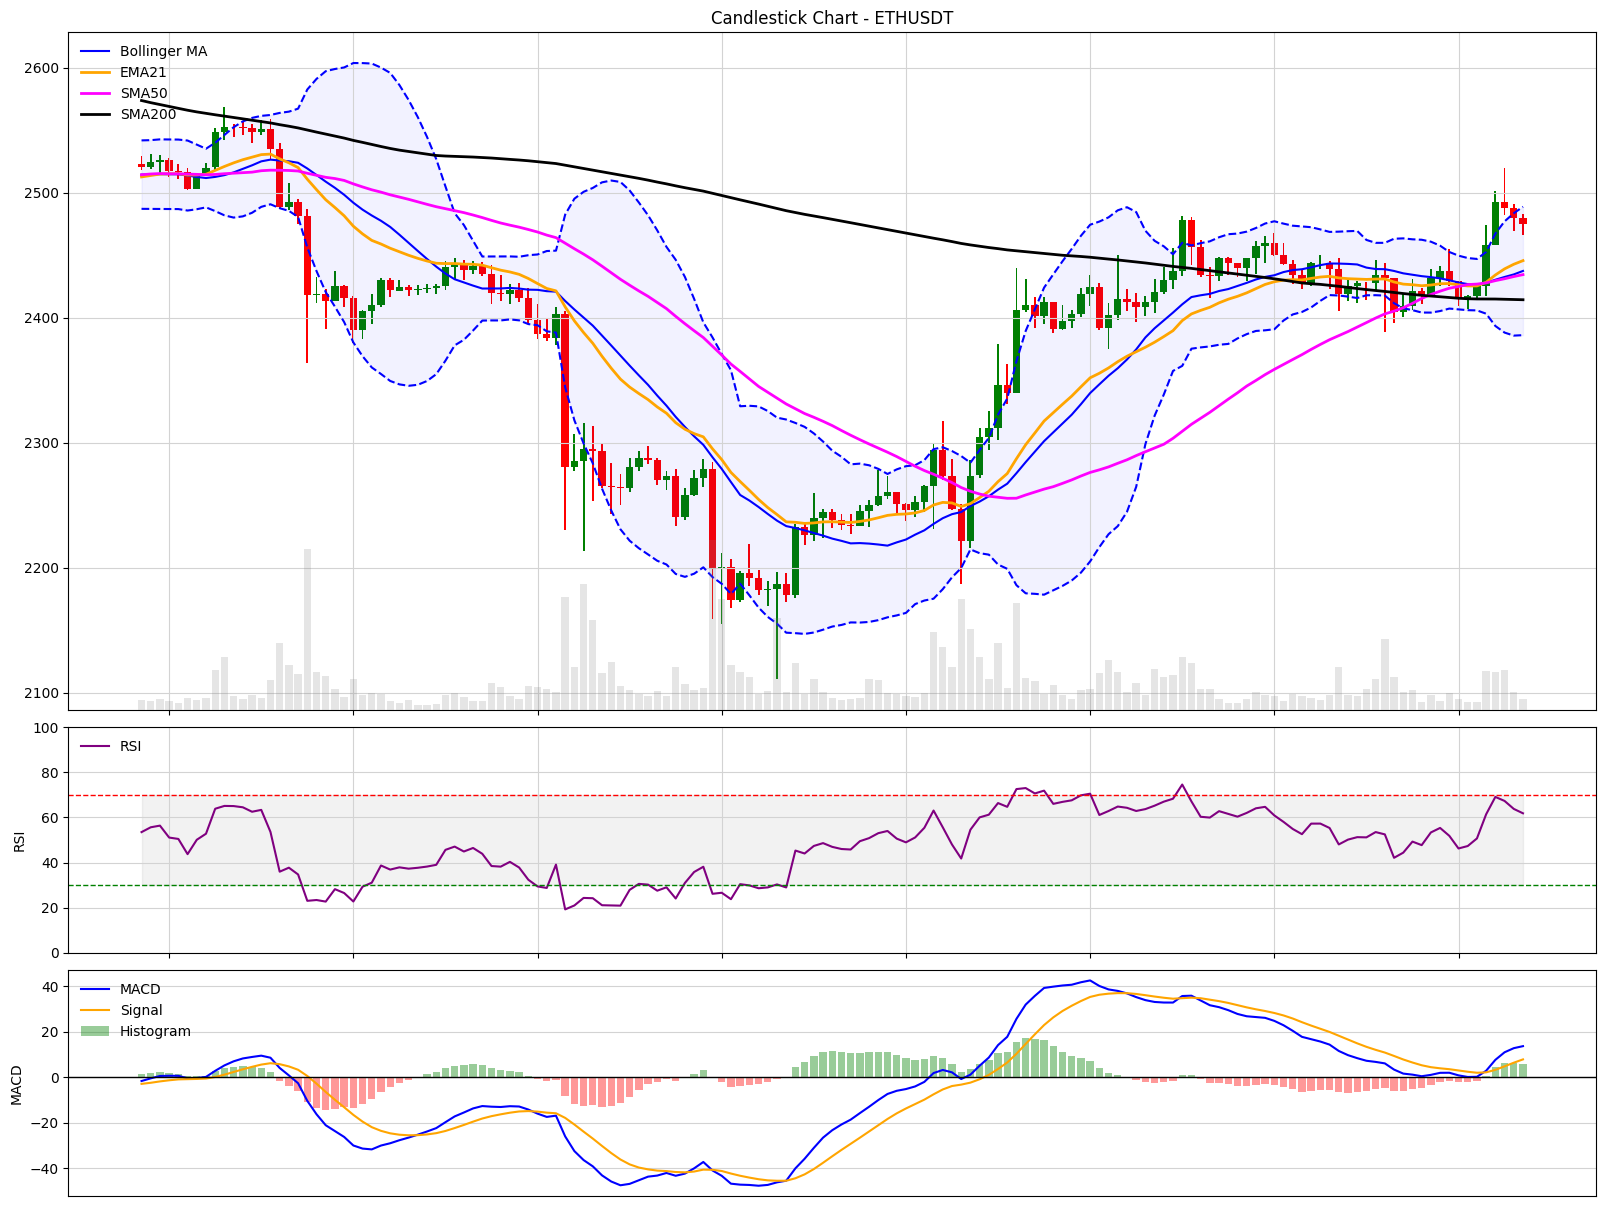 Candlestick Chart - ETHUSDT
Bollinger MA
EMA21
SMA50
SMA200
2600
2500
2400
2300
2200
2100
RSI
100
80
60
40
20
0
RSI
MACD
Signal
Histogram
40
20
0
−20
−40
MACD